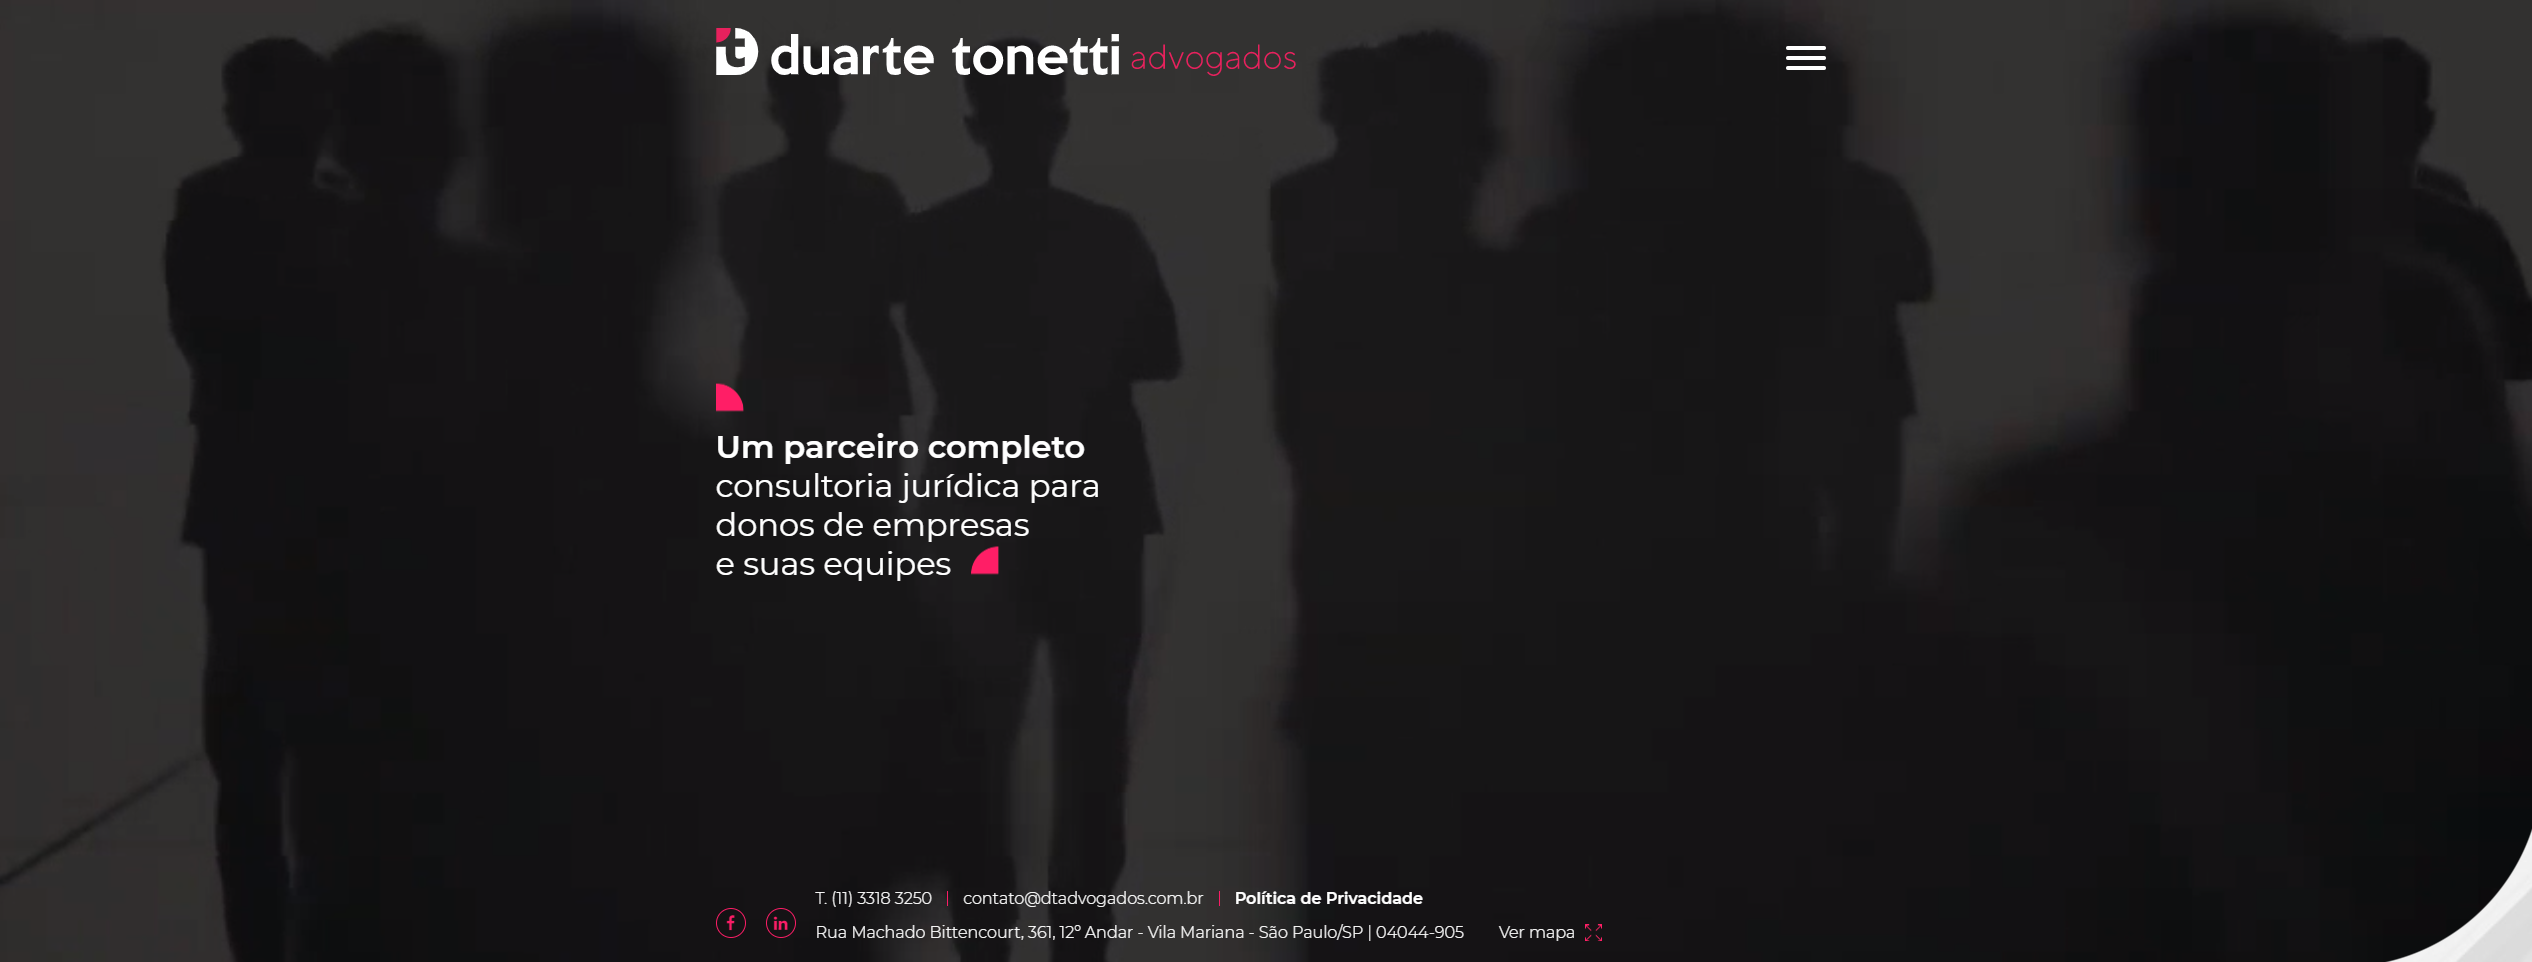 duarte tonetti advogados
Um parceiro completo
consultoria jurídica para
donos de empresas
e suas equipes
T. (11) 3318 3250 | contato@dtadvogados.com.br | Política de Privacidade
Rua Machado Bittencourt, 361, 12º Andar - Vila Mariana - São Paulo/SP | 04044-905 Ver mapa